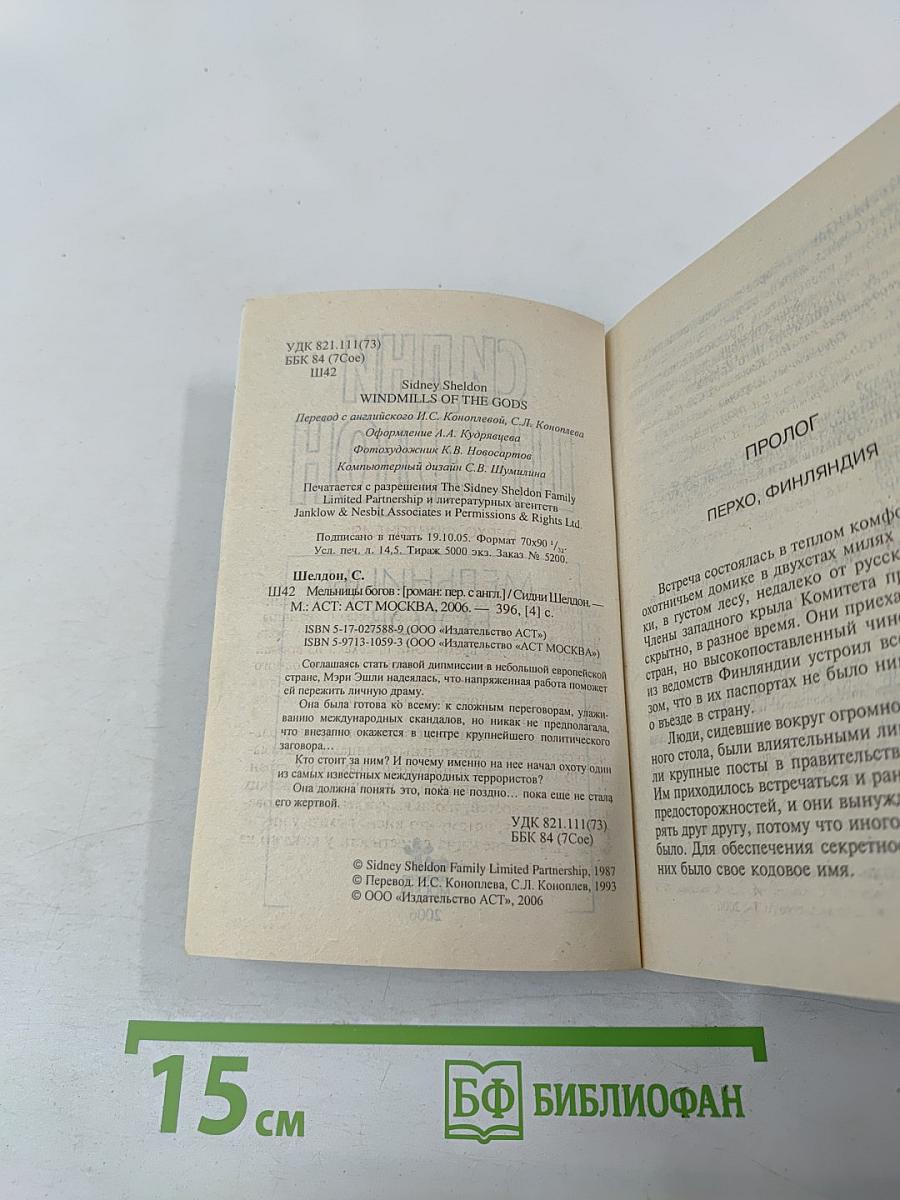 УДК 821.111(73)
ББК 84 (7Сое)
Ш42
Sidney Sheldon
WINDMILLS OF THE GODS
Перевод с английского И.С. Коноплевой, С.Л. Коноплева
Оформление А.А. Кудрявцева
Фотохудожник К.В. Новосартов
Компьютерный дизайн С.В. Шумилина
Печатается с разрешения The Sidney Sheldon Family
Limited Partnership и литературных агентств
Janklow & Nesbit Associates и Permissions & Rights Ltd.
Подписано в печать 19.10.05. Формат 70x90 1/32.
Усл. печ. л. 14,5. Тираж 5000 экз. Заказ № 5200.
Шелдон, С.
Ш42 Мельницы богов : [роман: пер. с англ.] / Сидни Шелдон. —
М.: АСТ: АСТ МОСКВА, 2006. — 396, [4] с.
ISBN 5-17-027588-9 (ООО «Издательство АСТ»)
ISBN 5-9713-1059-3 (ООО «Издательство «АСТ МОСКВА»)
Соглашаясь стать главой дипмиссии в небольшой европейской
стране, Мэри Эшли надеялась, что напряженная работа поможет
ей пережить личную драму.
Она была готова ко всему: к сложным переговорам, улажи-
ванию международных скандалов, но никак не предполагала,
что внезапно окажется в центре крупнейшего политического
заговора...
Кто стоит за ним? И почему именно на нее начал охоту один
из самых известных международных террористов?
Она должна понять это, пока не поздно... пока еще не стала
его жертвой.
УДК 821.111(73)
ББК 84 (7Сое)
© Sidney Sheldon Family Limited Partnership, 1987
© Перевод. И.С. Коноплева, С.Л. Коноплев, 1993
© ООО «Издательство АСТ», 2006
ПРОЛОГ
ПЕРХО, ФИНЛЯНДИЯ
Встреча состоялась в теплом комфо
охотничьем домике в двухстах милях
ки, в густом лесу, недалеко от русск
Члены западного крыла Комитета пр
скрытно, в разное время. Они приеха
стран, но высокопоставленный чино
из ведомств Финляндии устроил все
зом, что в их паспортах не было ни
о въезде в страну.
Люди, сидевшие вокруг огромно
ного стола, были влиятельными ли
ли крупные посты в правительств
Им приходилось встречаться и ран
предосторожностей, и они вынужд
рять друг другу, потому что иного
было. Для обеспечения секретнос
них было свое кодовое имя.
15 см
БФ БИБЛИОФАН